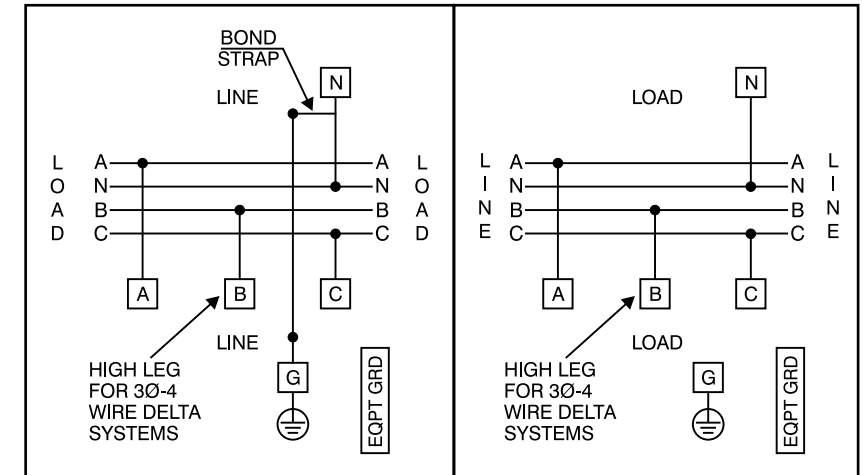 BOND
STRAP
N
LINE
L A A L
O N N O
A B B A
D C C D
A B C
LINE
HIGH LEG
FOR 3Ø-4
WIRE DELTA
SYSTEMS
G
EQPT GRD
LOAD
N
L A A L
I N N I
N B B N
E C C E
A B C
LOAD
HIGH LEG
FOR 3Ø-4
WIRE DELTA
SYSTEMS
G
EQPT GRD